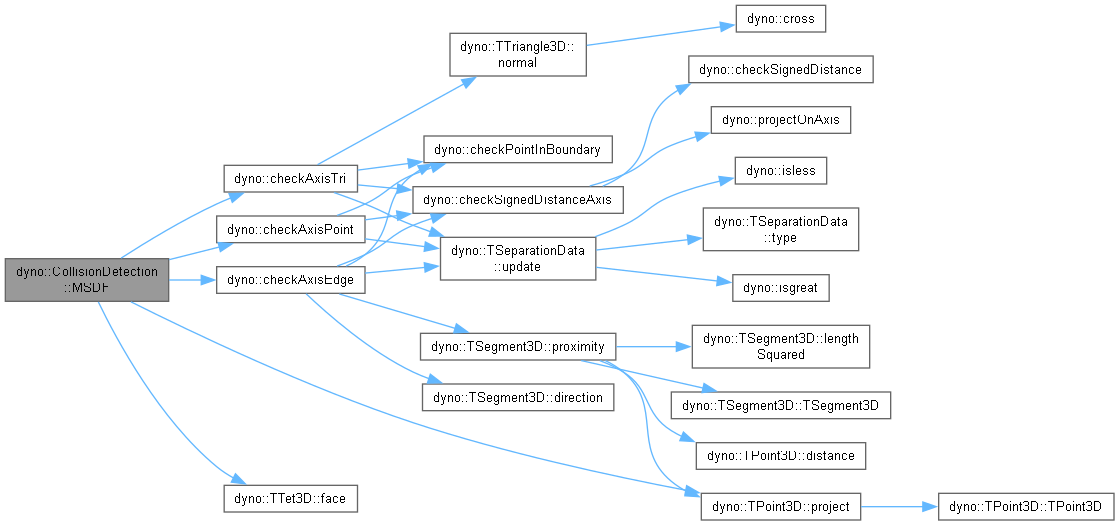 dyno::CollisionDetection
::MSDF
dyno::checkAxisTri
dyno::checkAxisPoint
dyno::checkAxisEdge
dyno::TTet3D::face
dyno::TTriangle3D::
normal
dyno::checkPointInBoundary
dyno::checkSignedDistanceAxis
dyno::TSeparationData
::update
dyno::TSegment3D::proximity
dyno::TSegment3D::direction
dyno::cross
dyno::checkSignedDistance
dyno::projectOnAxis
dyno::isless
dyno::TSeparationData
::type
dyno::isgreat
dyno::TSegment3D::length
Squared
dyno::TSegment3D::TSegment3D
dyno::TPoint3D::distance
dyno::TPoint3D::project
dyno::TPoint3D::TPoint3D